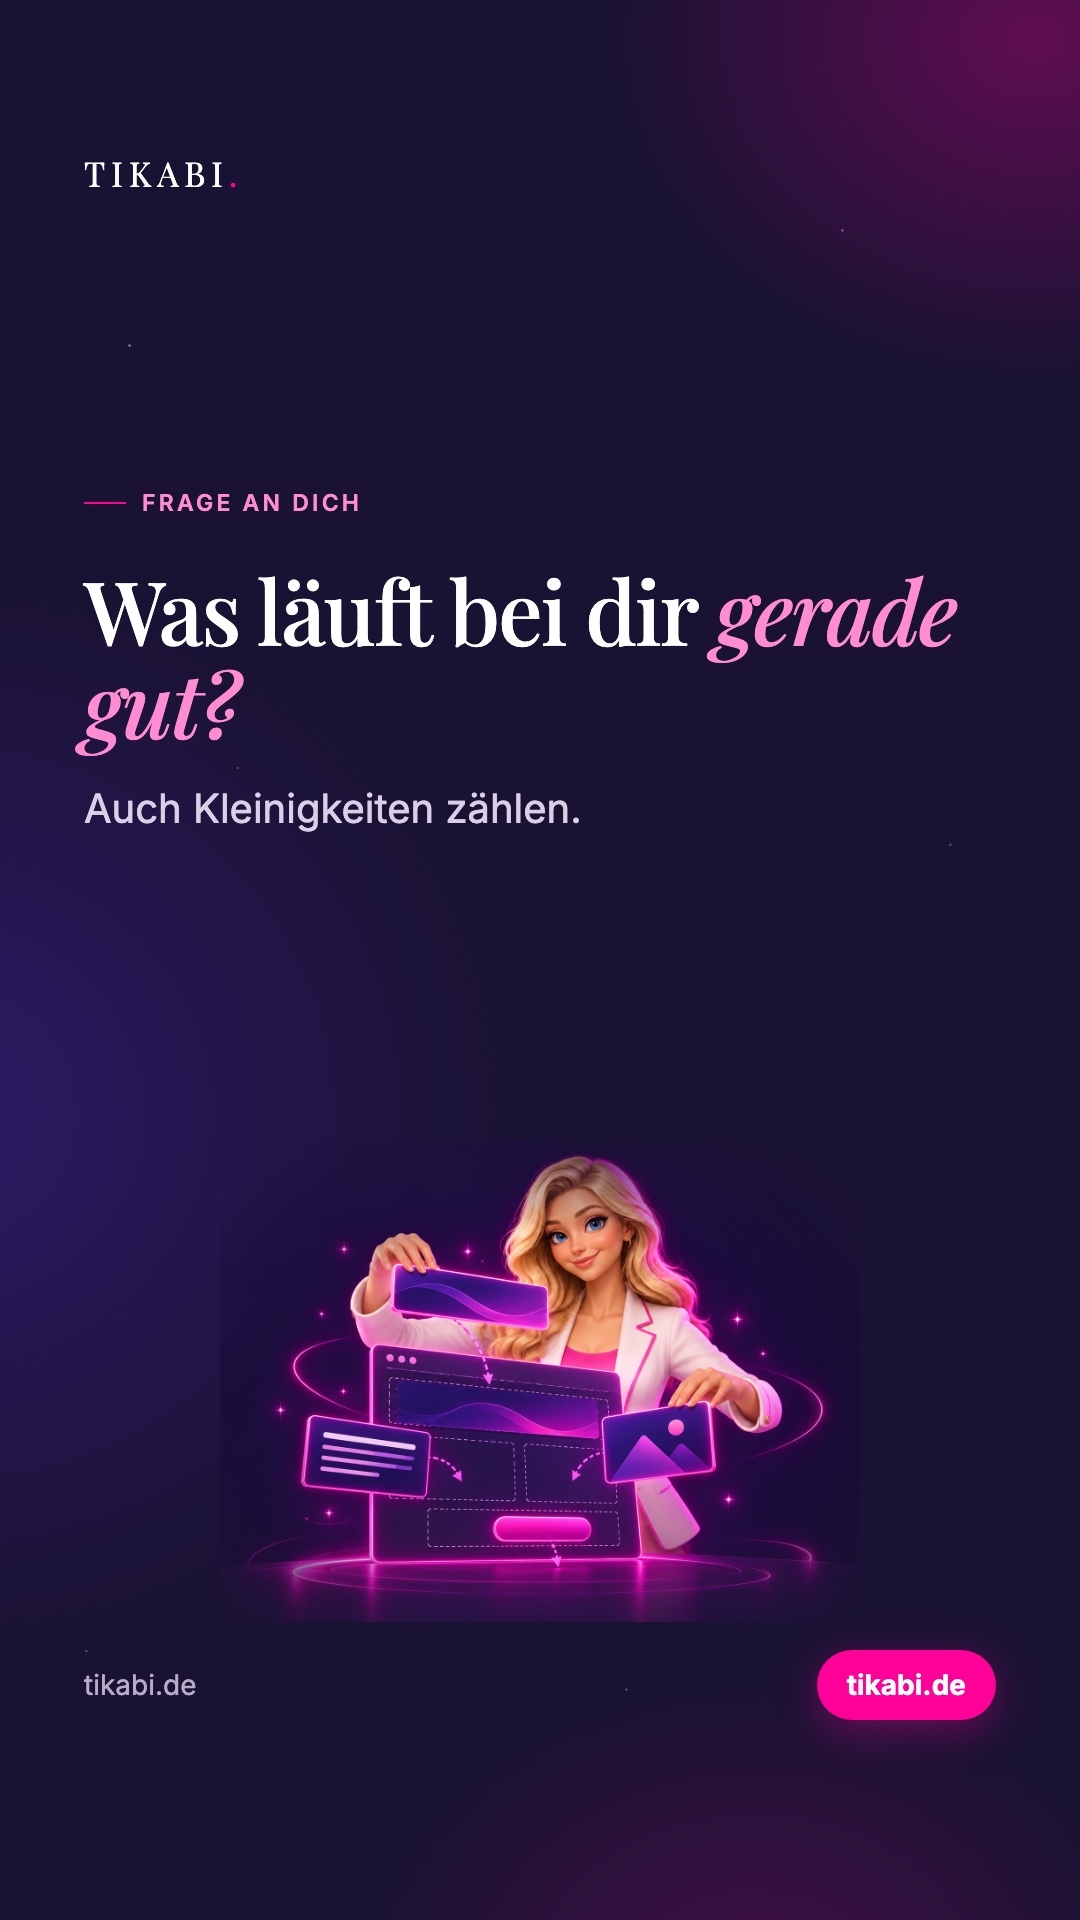 TIKABI.
FRAGE AN DICH
Was läuft bei dir gerade
gut?
Auch Kleinigkeiten zählen.
tikabi.de
tikabi.de